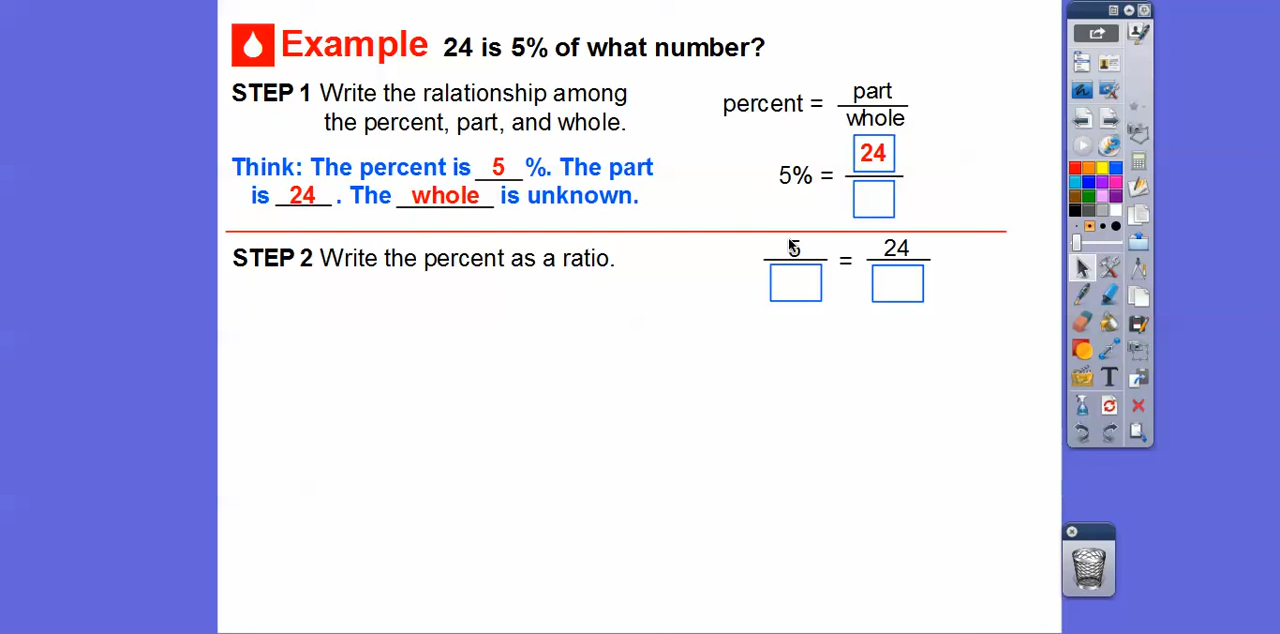 Example 24 is 5% of what number?
STEP 1 Write the ralationship among
the percent, part, and whole.
percent = part
whole
Think: The percent is 5 %. The part
is 24 . The whole is unknown.
5% = 24
STEP 2 Write the percent as a ratio.
5 = 24
T